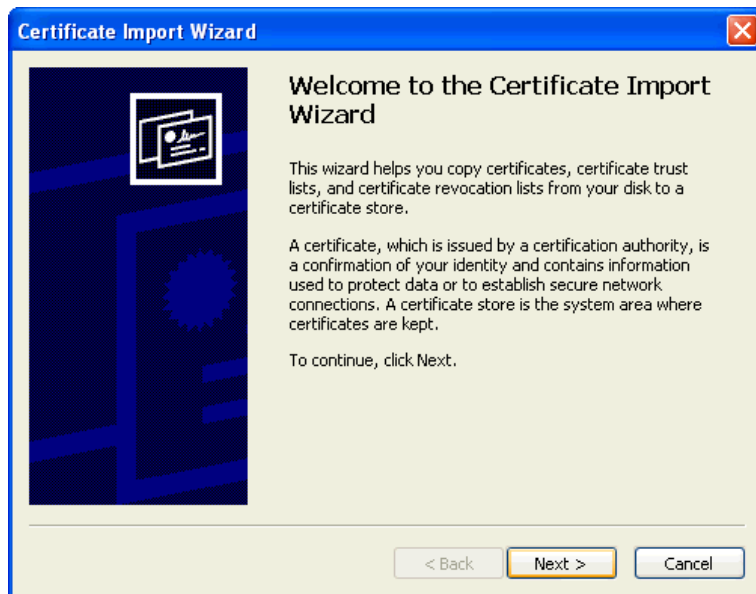 Certificate Import Wizard
Welcome to the Certificate Import
Wizard
This wizard helps you copy certificates, certificate trust
lists, and certificate revocation lists from your disk to a
certificate store.
A certificate, which is issued by a certification authority, is
a confirmation of your identity and contains information
used to protect data or to establish secure network
connections. A certificate store is the system area where
certificates are kept.
To continue, click Next.
< Back Next > Cancel